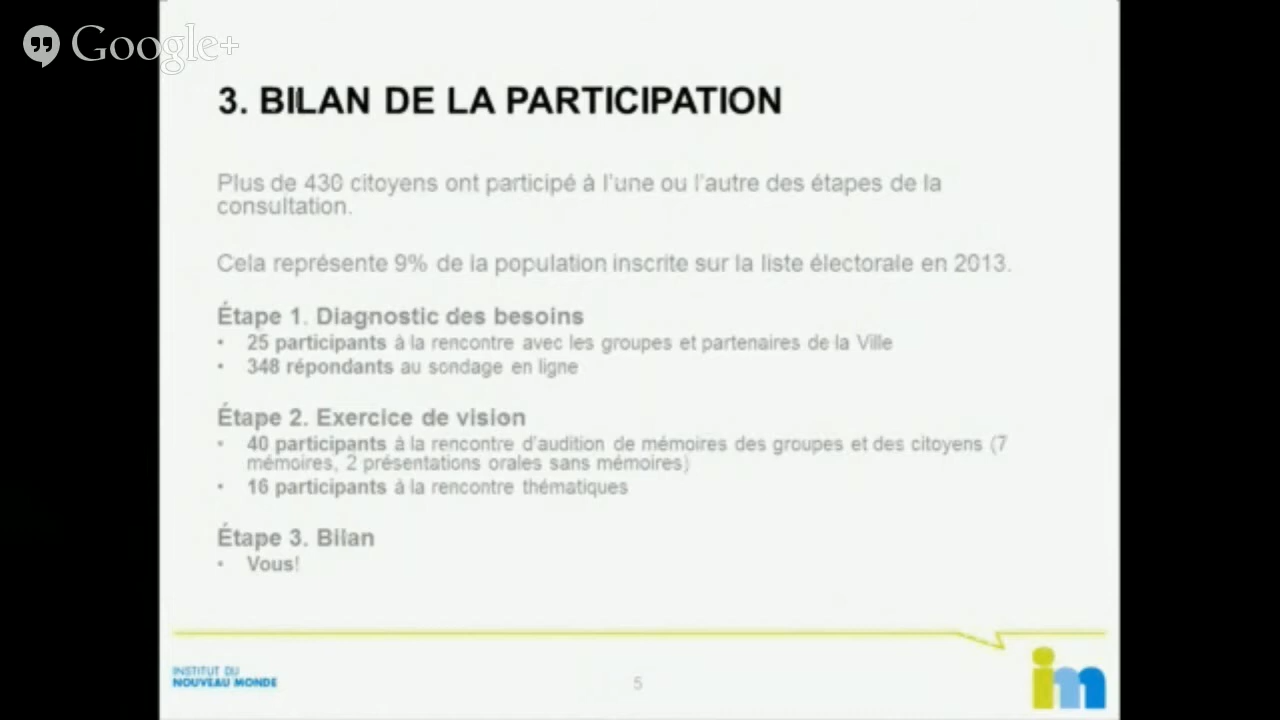 Google+
3. BILAN DE LA PARTICIPATION
Plus de 430 citoyens ont participé à l'une ou l'autre des étapes de la
consultation.
Cela représente 9% de la population inscrite sur la liste électorale en 2013.
Étape 1. Diagnostic des besoins
• 25 participants à la rencontre avec les groupes et partenaires de la Ville
• 348 répondants au sondage en ligne
Étape 2. Exercice de vision
• 40 participants à la rencontre d'audition de mémoires des groupes et des citoyens (7
mémoires, 2 présentations orales sans mémoires)
• 16 participants à la rencontre thématiques
Étape 3. Bilan
• Vous!
INSTITUT DU
NOUVEAU MONDE
5
inm